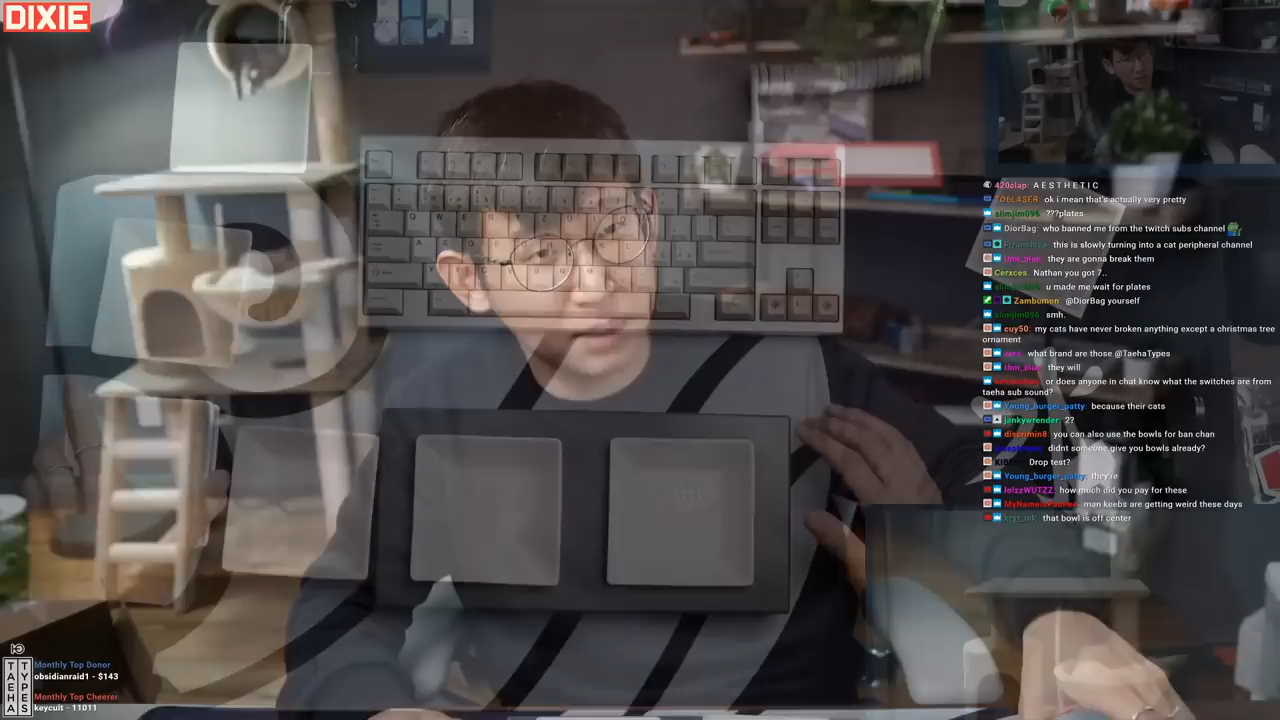 DIXIE
420clap: A E S T H E T I C
TO6LASER ok i mean that's actually very pretty
slimjim096 ???plates
DiorBag: who banned me from the twitch subs channel
this is slowly turning into a cat peripheral channel
they are gonna break them
Cerxces: Nathan you got 7..
slimjim096 u made me wait for plates
Zambumon: @DiorBag yourself
slimjim096 smh.
cuy50: my cats have never broken anything except a christmas tree
ornament
what brand are those @TaehaTypes
they will
or does anyone in chat know what the switches are from
taeha sub sound?
Young_burger_patty: because their cats
jankywrender: 2?
discrimin8: you can also use the bowls for ban chan
didnt someone give you bowls already?
Drop test?
Young_burger_patty: they're
lolzzWUTZZ: how much did you pay for these
man keebs are getting weird these days
that bowl is off center
TAEHA
TYPES
Monthly Top Donor
obsidianraid1 - $143
Monthly Top Cheerer
keycult - 11011